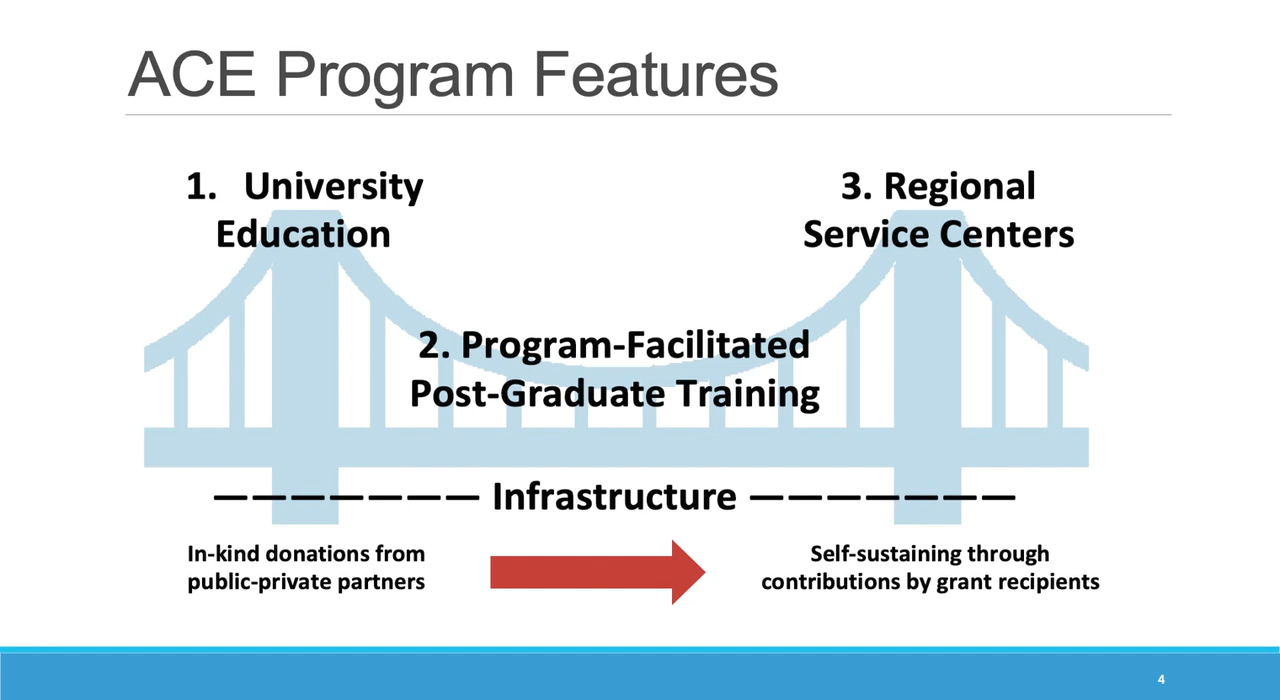 ACE Program Features
1. University
Education
3. Regional
Service Centers
2. Program-Facilitated
Post-Graduate Training
——————— Infrastructure ———————
In-kind donations from
public-private partners
Self-sustaining through
contributions by grant recipients
4